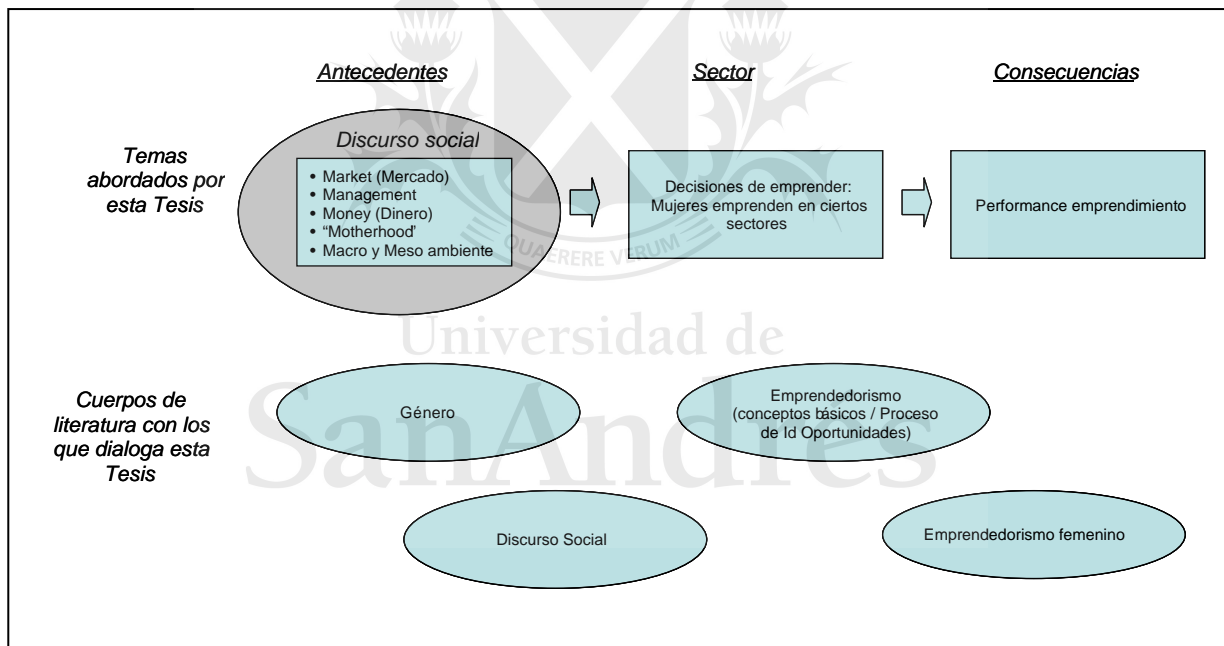 Antecedentes
Sector
Consecuencias
Temas
abordados por
esta Tesis
Discurso social
• Market (Mercado)
• Management
• Money (Dinero)
• “Motherhood’
• Macro y Meso ambiente
Decisiones de emprender:
Mujeres emprenden en ciertos
sectores
Performance emprendimiento
QUAERERE VERUM
Universidad de
SanAndrés
Cuerpos de
literatura con los
que dialoga esta
Tesis
Género
Emprendedorismo
(conceptos básicos / Proceso
de Id Oportunidades)
Discurso Social
Emprendedorismo femenino